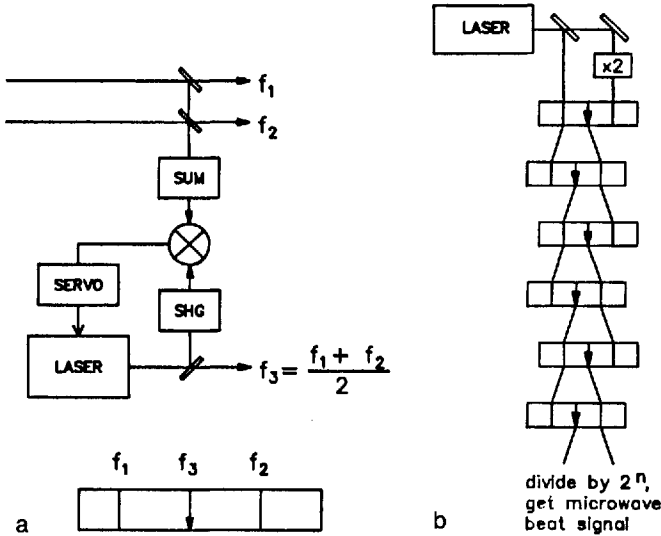 f₁
f₂
SUM
SERVO
SHG
LASER
f₃ = (f₁ + f₂)/2
f₁ f₃ f₂
a
LASER
x2
divide by 2ⁿ,
get microwave
beat signal
b